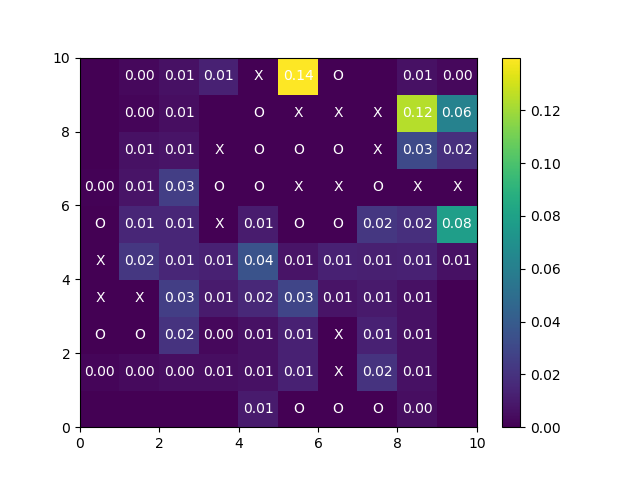 10 0.00 0.01 0.01 X 0.14 O 0.01 0.00
0.00 0.01 O X X X 0.12 0.06 0.12
8
0.01 0.01 X O O O X 0.03 0.02 0.10
0.00 0.01 0.03 O O X X O X X
0.08
6
O 0.01 0.01 X 0.01 O O 0.02 0.02 0.08
0.06
X 0.02 0.01 0.01 0.04 0.01 0.01 0.01 0.01 0.01
4
X X 0.03 0.01 0.02 0.03 0.01 0.01 0.01 0.04
O O 0.02 0.00 0.01 0.01 X 0.01 0.01
2 0.02
0.00 0.00 0.00 0.01 0.01 0.01 X 0.02 0.01
0.01 O O O 0.00
0 0.00
0 2 4 6 8 10